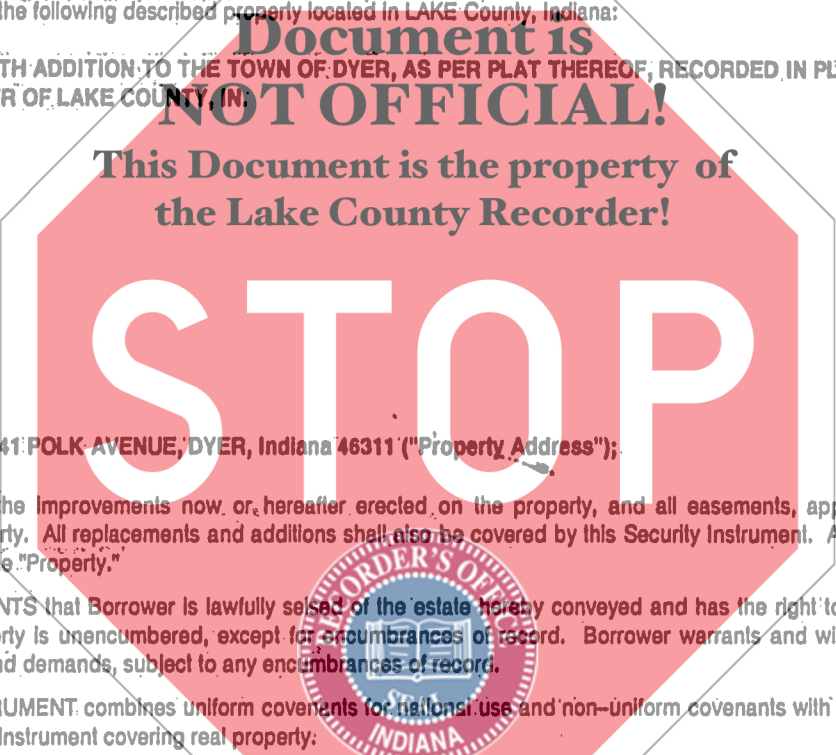 the following described property located in LAKE County, Indiana:
Document is
TH ADDITION TO THE TOWN OF DYER, AS PER PLAT THEREOF, RECORDED IN PL
R OF LAKE COUNTY, IN.
NOT OFFICIAL!
This Document is the property of
the Lake County Recorder!
STOP
41 POLK AVENUE, DYER, Indiana 46311 ("Property Address");
he improvements now or hereafter erected on the property, and all easements, app
rty. All replacements and additions shall also be covered by this Security Instrument. A
e "Property."
NTS that Borrower is lawfully seised of the estate hereby conveyed and has the right to
rty is unencumbered, except for encumbrances of record. Borrower warrants and wi
d demands, subject to any encumbrances of record.
UMENT combines uniform covenants for national use and non-uniform covenants with
instrument covering real property.
RECORDER'S OFFICE
SEAL
INDIANA